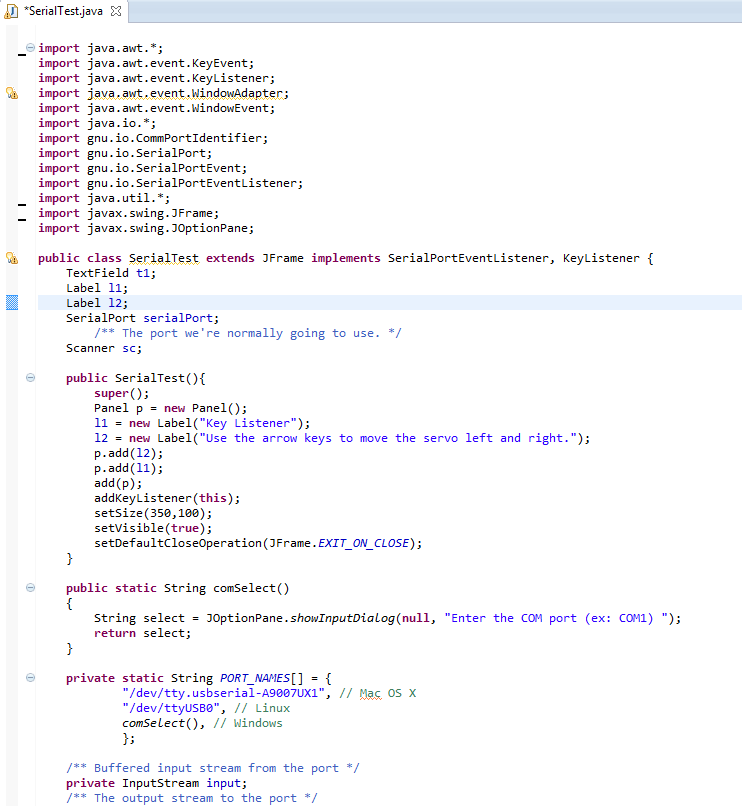 *SerialTest.java
import java.awt.*;
import java.awt.event.KeyEvent;
import java.awt.event.KeyListener;
import java.awt.event.WindowAdapter;
import java.awt.event.WindowEvent;
import java.io.*;
import gnu.io.CommPortIdentifier;
import gnu.io.SerialPort;
import gnu.io.SerialPortEvent;
import gnu.io.SerialPortEventListener;
import java.util.*;
import javax.swing.JFrame;
import javax.swing.JOptionPane;

public class SerialTest extends JFrame implements SerialPortEventListener, KeyListener {
    TextField t1;
    Label l1;
    Label l2;
    SerialPort serialPort;
        /** The port we're normally going to use. */
    Scanner sc;

    public SerialTest(){
        super();
        Panel p = new Panel();
        l1 = new Label("Key Listener");
        l2 = new Label("Use the arrow keys to move the servo left and right.");
        p.add(l2);
        p.add(l1);
        add(p);
        addKeyListener(this);
        setSize(350,100);
        setVisible(true);
        setDefaultCloseOperation(JFrame.EXIT_ON_CLOSE);
    }

    public static String comSelect()
    {
        String select = JOptionPane.showInputDialog(null, "Enter the COM port (ex: COM1) ");
        return select;
    }

    private static String PORT_NAMES[] = {
            "/dev/tty.usbserial-A9007UX1", // Mac OS X
            "/dev/ttyUSB0", // Linux
            comSelect(), // Windows
            };

    /** Buffered input stream from the port */
    private InputStream input;
    /** The output stream to the port */